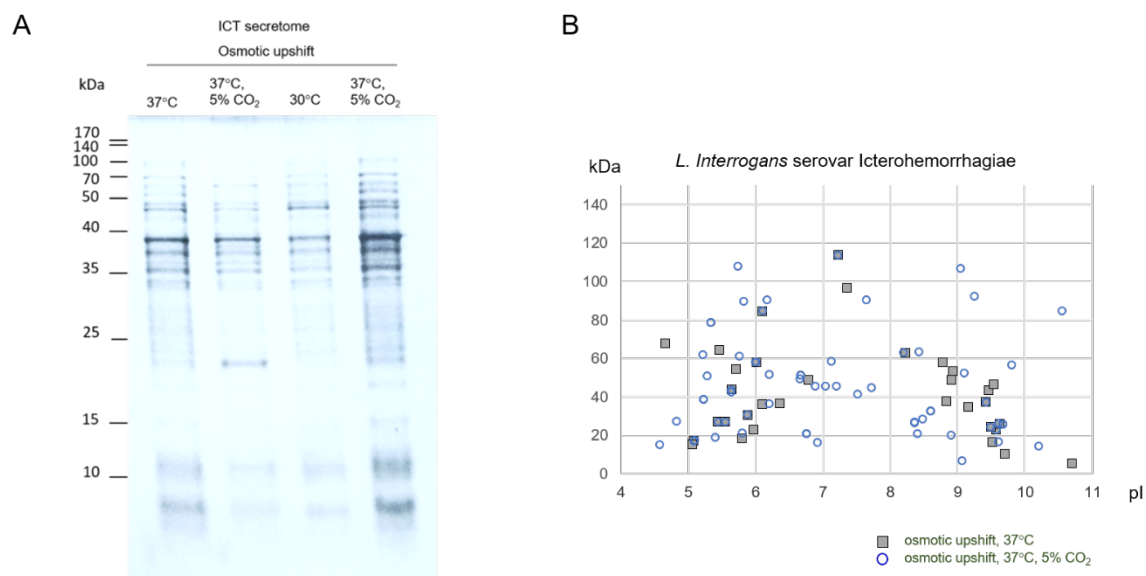 A
ICT secretome
Osmotic upshift
kDa
37°C
37°C,
5% CO2
30°C
37°C,
5% CO2
170
140
100
70
50
40
35
25
15
10
B
L. Interrogans serovar Icterohemorrhagiae
kDa
140
120
100
80
60
40
20
0
4 5 6 7 8 9 10 11
pI
osmotic upshift, 37°C
osmotic upshift, 37°C, 5% CO2